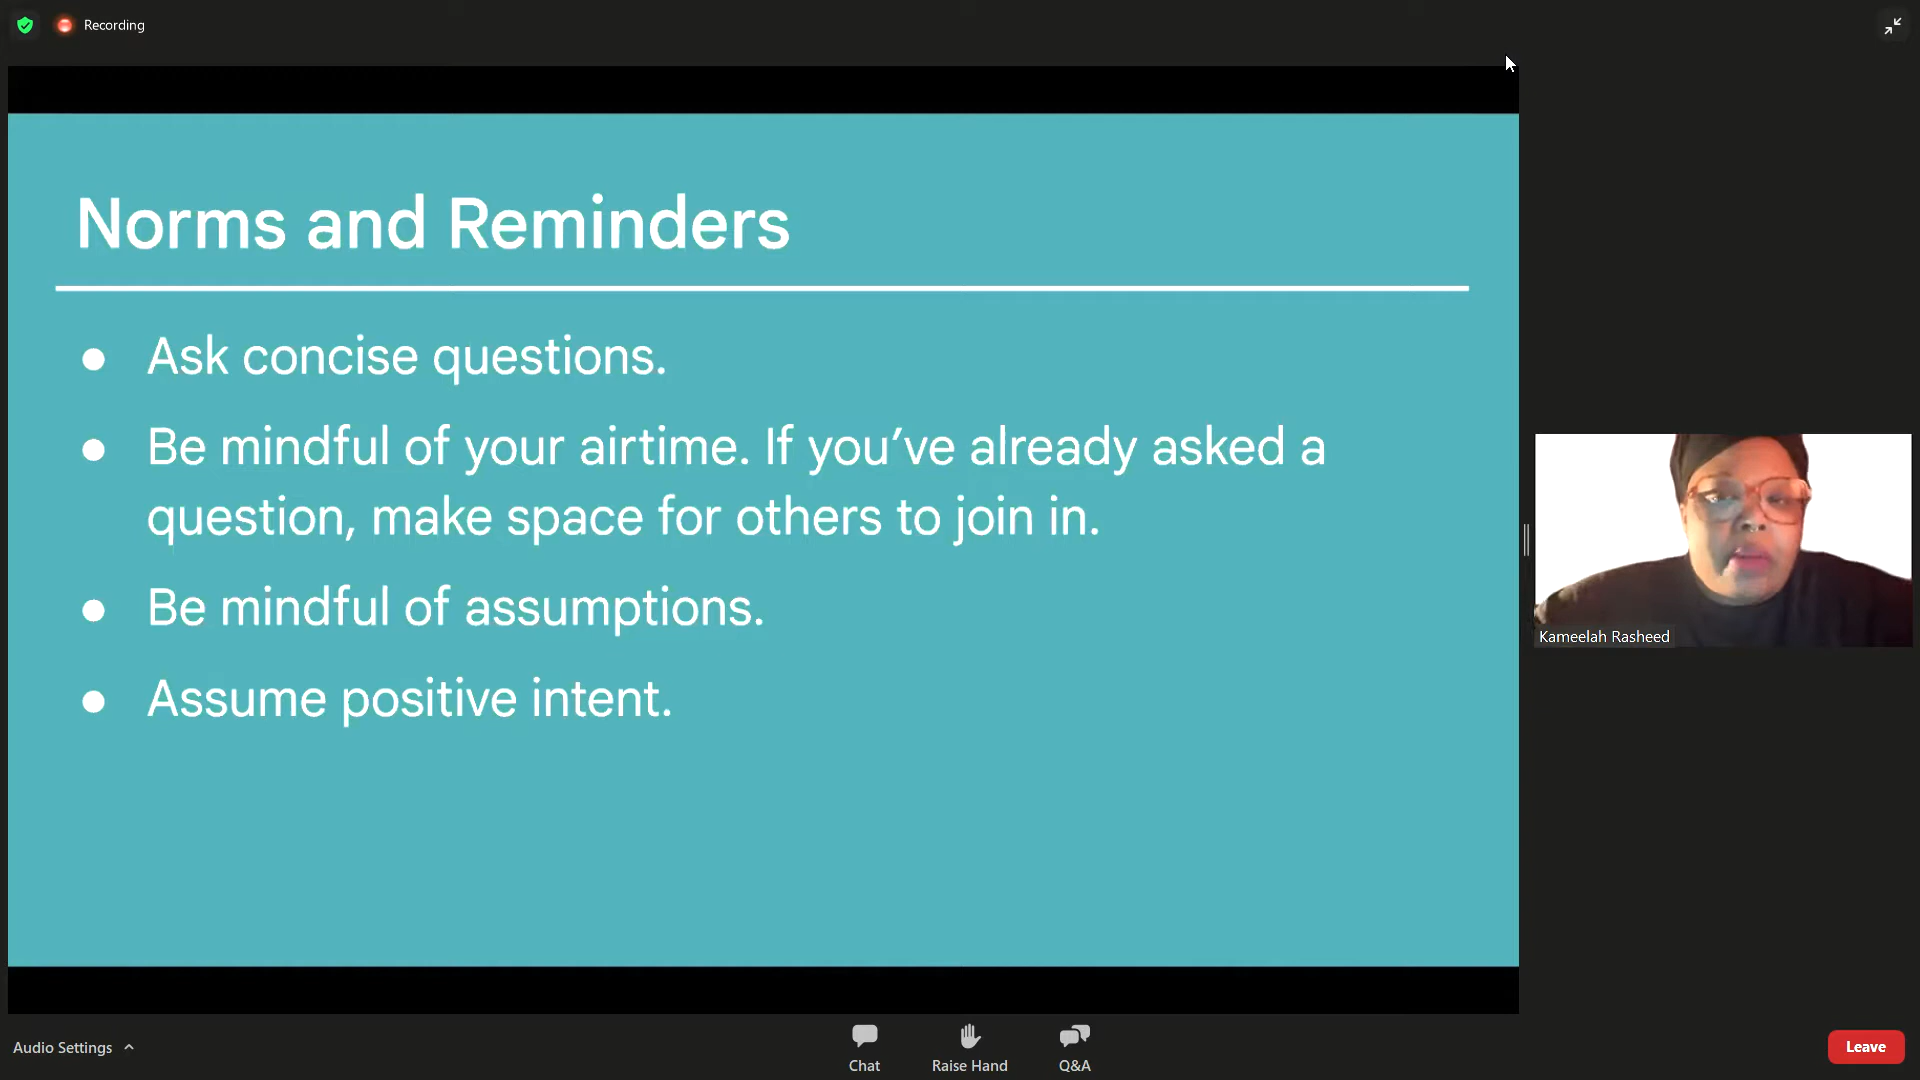 Recording
Norms and Reminders
● Ask concise questions.
● Be mindful of your airtime. If you’ve already asked a
question, make space for others to join in.
● Be mindful of assumptions.
● Assume positive intent.
Kameelah Rasheed
Audio Settings
Chat
Raise Hand
Q&A
Leave